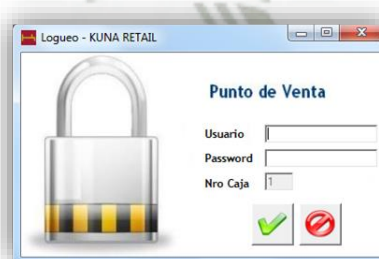 Logueo - KUNA RETAIL
Punto de Venta
Usuario
Password
Nro Caja 1